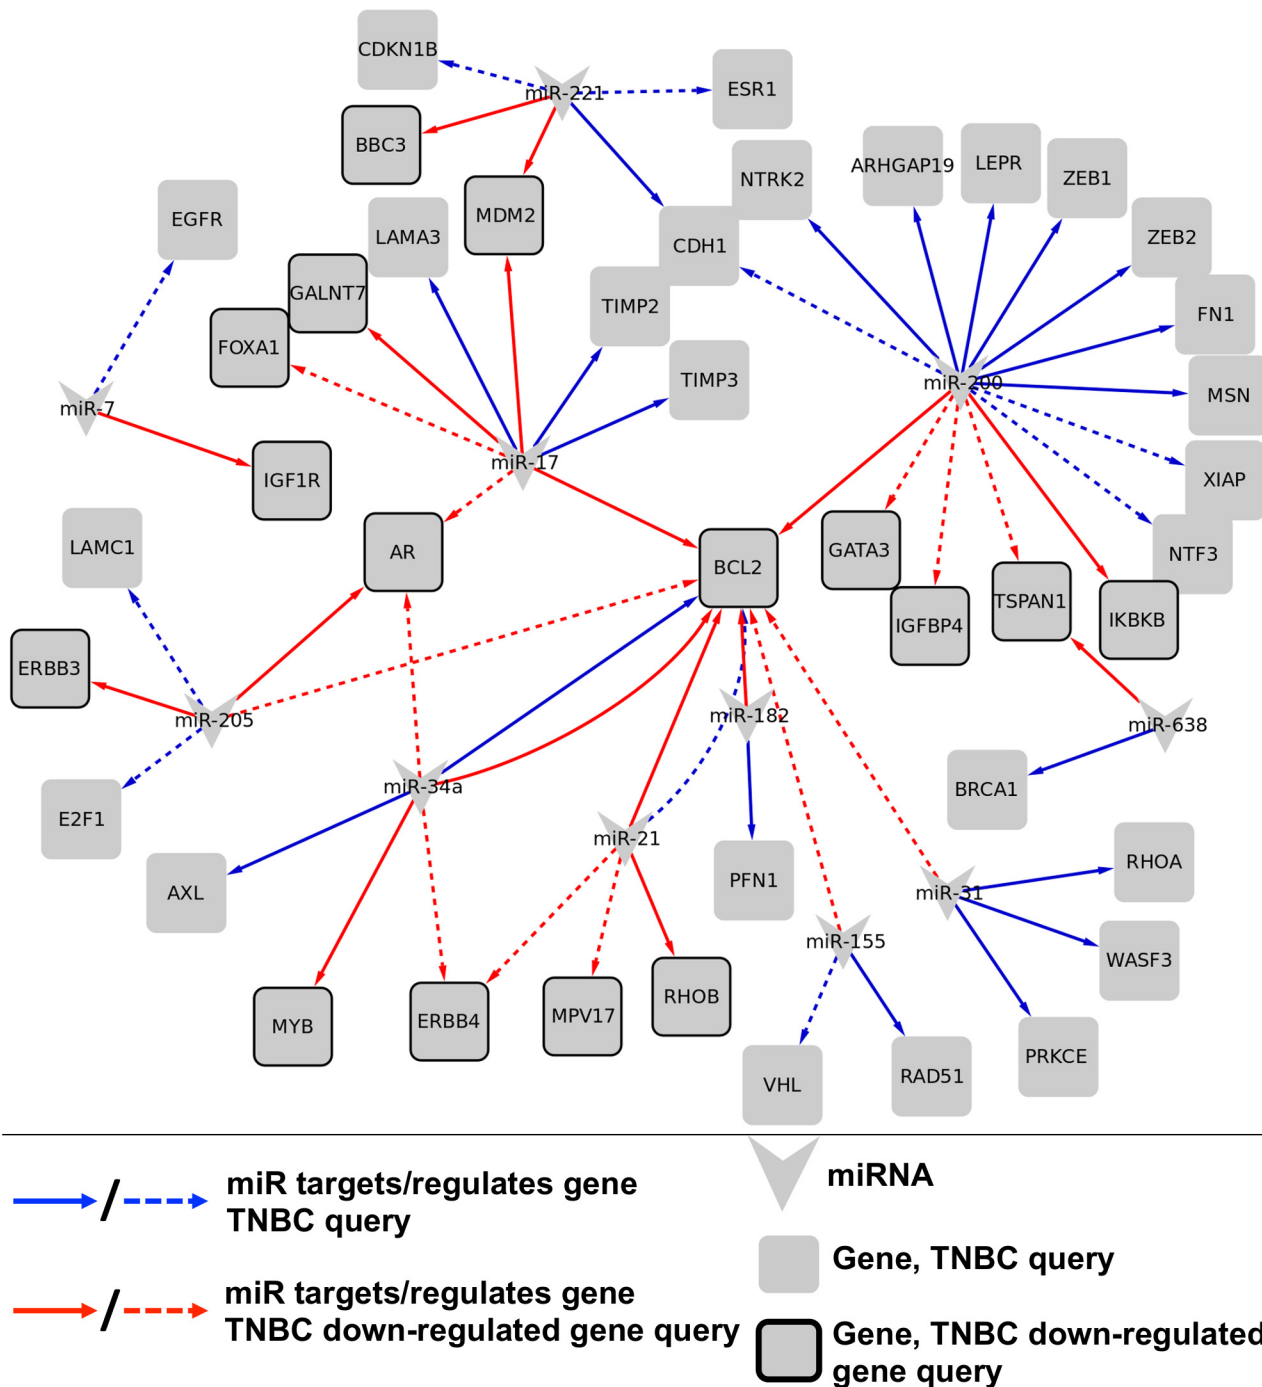 CDKN1B
miR-221
ESR1
BBC3
NTRK2
ARHGAP19
LEPR
ZEB1
EGFR
LAMA3
MDM2
CDH1
ZEB2
GALNT7
TIMP2
FN1
FOXA1
TIMP3
miR-200
MSN
miR-7
miR-17
IGF1R
XIAP
LAMC1
AR
BCL2
GATA3
NTF3
IGFBP4
TSPAN1
IKBKB
ERBB3
miR-205
miR-182
miR-638
E2F1
miR-34a
BRCA1
miR-21
AXL
PFN1
miR-31
RHOA
miR-155
WASF3
MYB
ERBB4
MPV17
RHOB
VHL
RAD51
PRKCE
/ miR targets/regulates gene
TNBC query
miRNA
Gene, TNBC query
/ miR targets/regulates gene
TNBC down-regulated gene query
Gene, TNBC down-regulated
gene query